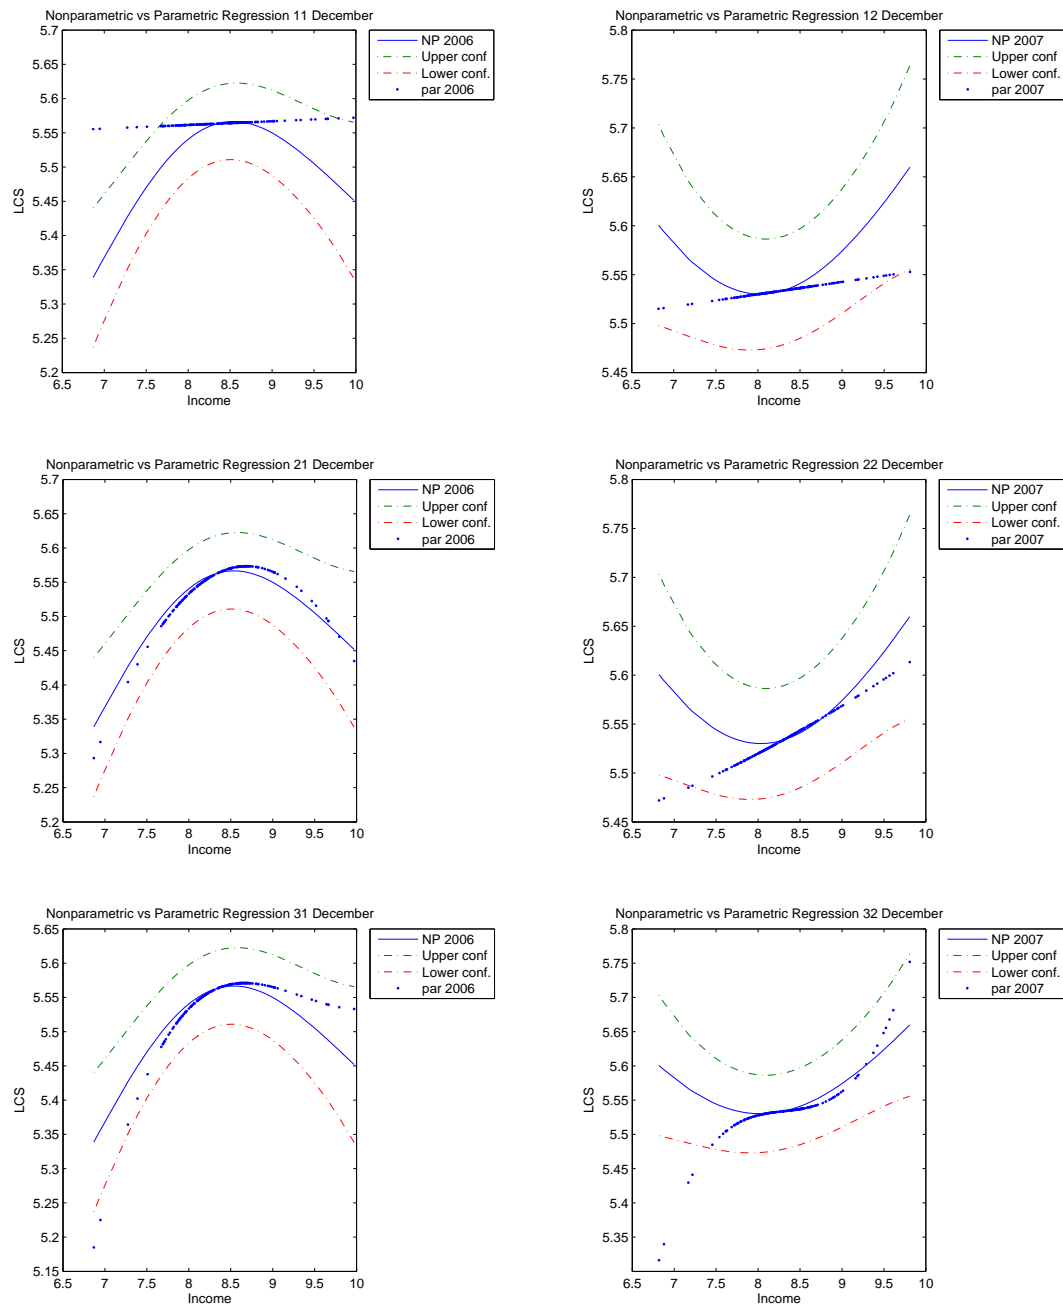 Nonparametric vs Parametric Regression 11 December
5.7
5.65
5.6
5.55
5.5
5.45
5.4
5.35
5.3
5.25
5.2
6.5 7 7.5 8 8.5 9 9.5 10
Income
LCS
NP 2006
Upper conf
Lower conf.
par 2006
Nonparametric vs Parametric Regression 12 December
5.8
5.75
5.7
5.65
5.6
5.55
5.5
5.45
6.5 7 7.5 8 8.5 9 9.5 10
Income
LCS
NP 2007
Upper conf
Lower conf.
par 2007
Nonparametric vs Parametric Regression 21 December
5.7
5.65
5.6
5.55
5.5
5.45
5.4
5.35
5.3
5.25
5.2
6.5 7 7.5 8 8.5 9 9.5 10
Income
LCS
NP 2006
Upper conf
Lower conf.
par 2006
Nonparametric vs Parametric Regression 22 December
5.8
5.75
5.7
5.65
5.6
5.55
5.5
5.45
6.5 7 7.5 8 8.5 9 9.5 10
Income
LCS
NP 2007
Upper conf
Lower conf.
par 2007
Nonparametric vs Parametric Regression 31 December
5.65
5.6
5.55
5.5
5.45
5.4
5.35
5.3
5.25
5.2
5.15
6.5 7 7.5 8 8.5 9 9.5 10
Income
LCS
NP 2006
Upper conf
Lower conf.
par 2006
Nonparametric vs Parametric Regression 32 December
5.8
5.7
5.65
5.6
5.55
5.5
5.45
5.4
5.35
6.5 7 7.5 8 8.5 9 9.5 10
Income
LCS
NP 2007
Upper conf
Lower conf.
par 2007